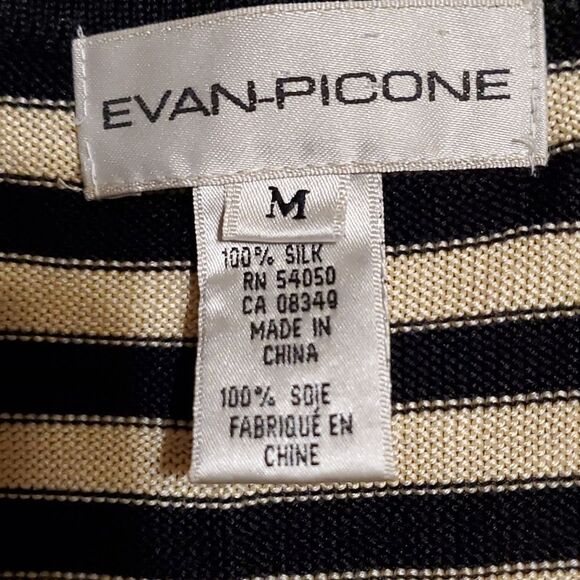 EVAN-PICONE
M
100% SILK
RN 54050
CA 08349
MADE IN
CHINA
100% SOIE
FABRIQUÉ EN
CHINE